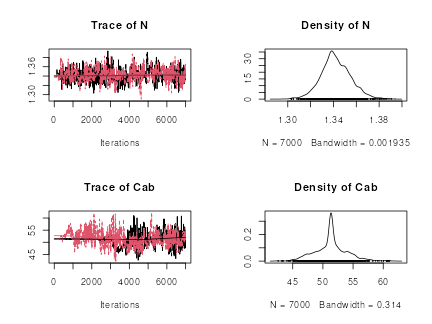 Trace of N
1.30 1.36
0 2000 4000 6000
Iterations
Density of N
0 10 30
1.30 1.34 1.38
N = 7000 Bandwidth = 0.001935
Trace of Cab
45 55
0 2000 4000 6000
Iterations
Density of Cab
0.0 0.2
45 50 55 60
N = 7000 Bandwidth = 0.314